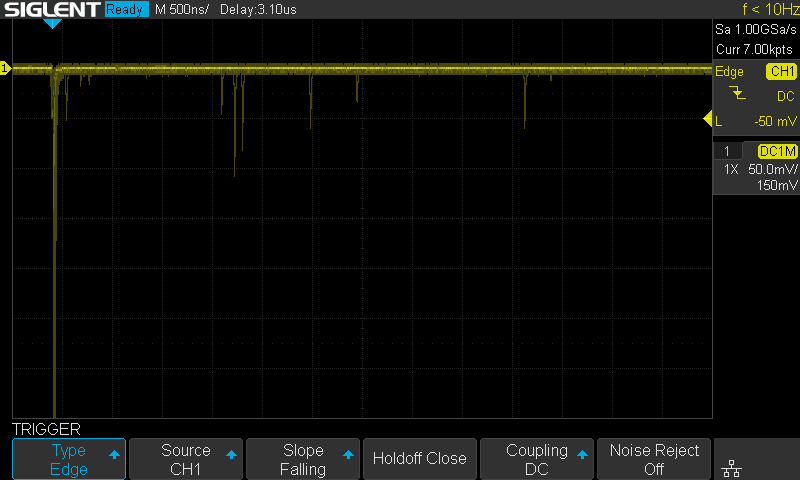 SIGLENT Ready M 500ns/ Delay:3.10us f < 10Hz
Sa 1.00GSa/s
Curr 7.00kpts
Edge CH1
DC
L -50 mV
1 DC1M
1X 50.0mV/
150mV
1
TRIGGER
Type Edge
Source CH1
Slope Falling
Holdoff Close
Coupling DC
Noise Reject Off